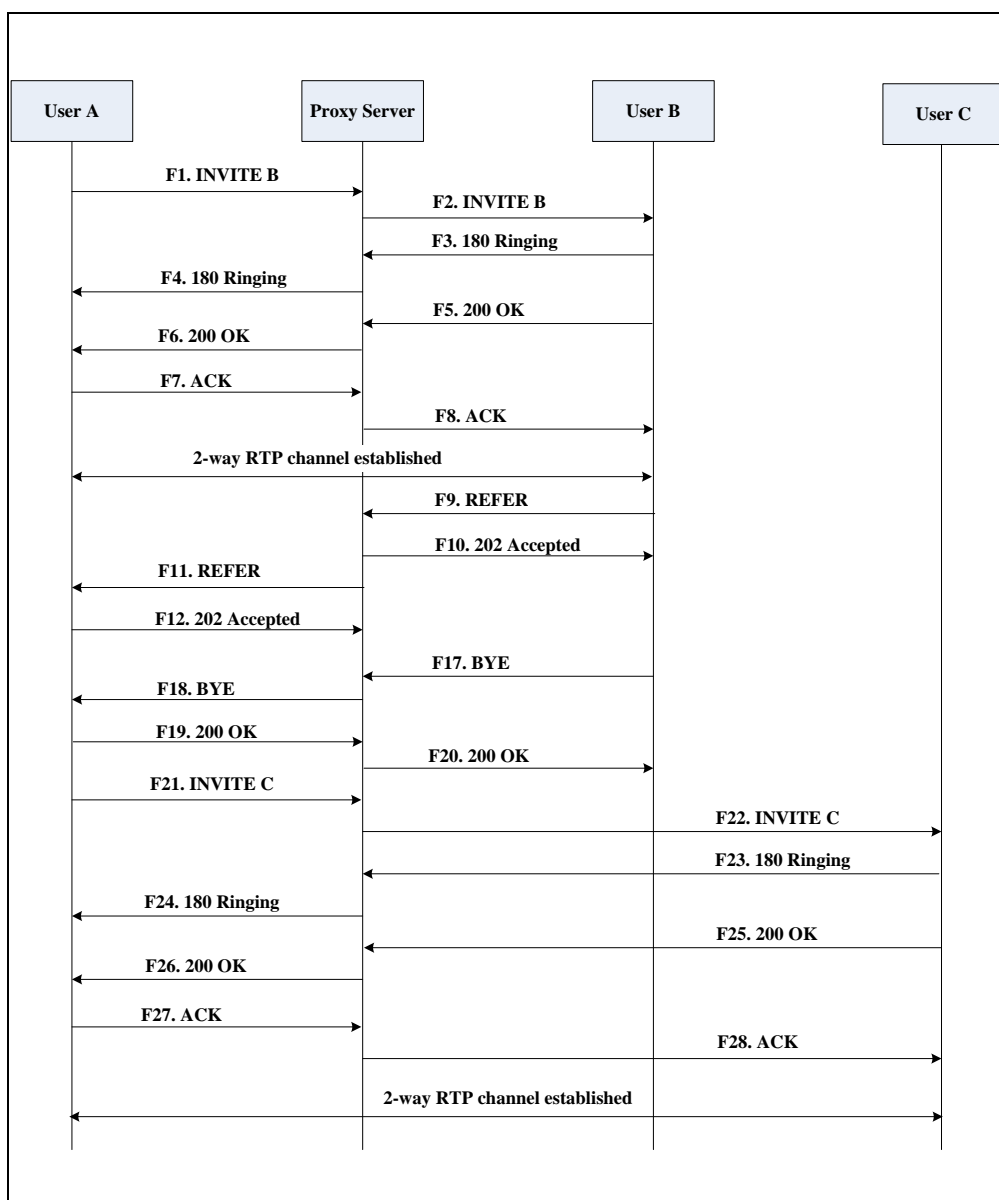 User A
Proxy Server
User B
User C
F1. INVITE B
F2. INVITE B
F3. 180 Ringing
F4. 180 Ringing
F5. 200 OK
F6. 200 OK
F7. ACK
F8. ACK
2-way RTP channel established
F9. REFER
F10. 202 Accepted
F11. REFER
F12. 202 Accepted
F17. BYE
F18. BYE
F19. 200 OK
F20. 200 OK
F21. INVITE C
F22. INVITE C
F23. 180 Ringing
F24. 180 Ringing
F25. 200 OK
F26. 200 OK
F27. ACK
F28. ACK
2-way RTP channel established